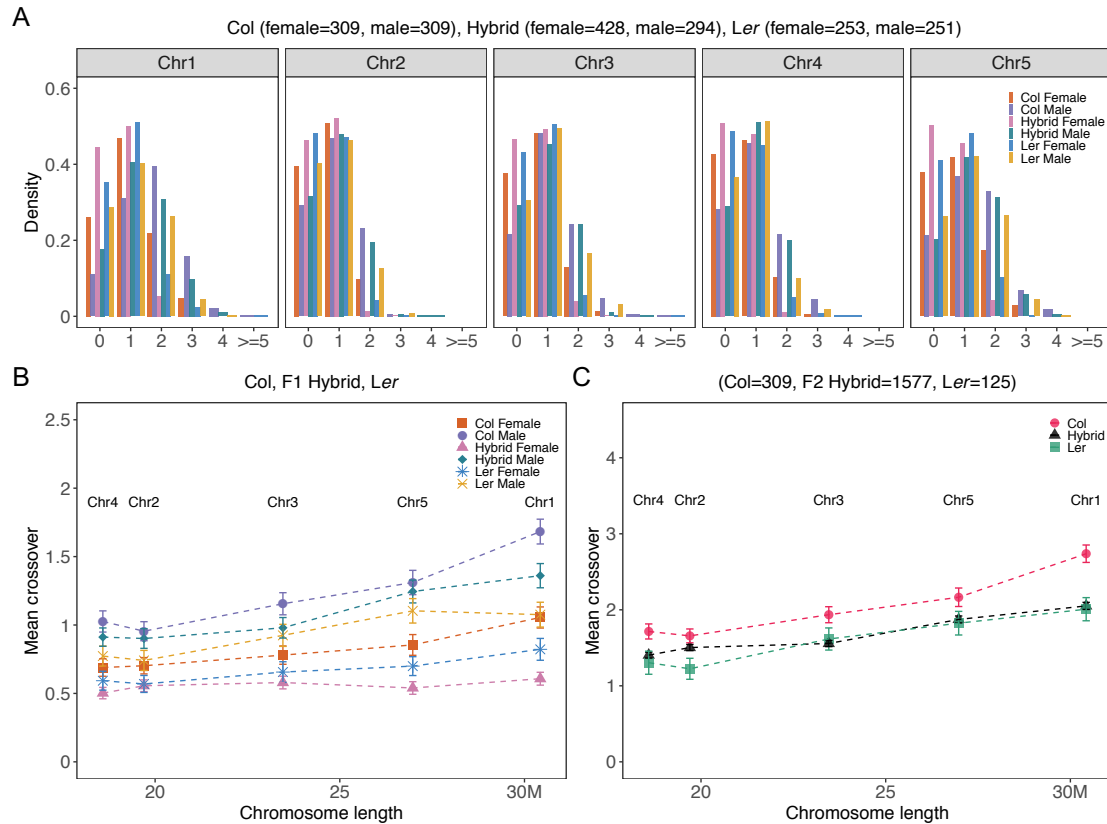 A
Col (female=309, male=309), Hybrid (female=428, male=294), Ler (female=253, male=251)
Chr1 Chr2 Chr3 Chr4 Chr5
Density
0.6
0.4
0.2
0
Col Female
Col Male
Hybrid Female
Hybrid Male
Ler Female
Ler Male
0 1 2 3 4 >=5 0 1 2 3 4 >=5 0 1 2 3 4 >=5 0 1 2 3 4 >=5 0 1 2 3 4 >=5
B
Col, F1 Hybrid, Ler
Mean crossover
2.5
2
1.5
1
0.5
0
Col Female
Col Male
Hybrid Female
Hybrid Male
Ler Female
Ler Male
Chr4 Chr2 Chr3 Chr5 Chr1
20 25 30M
Chromosome length
C
(Col=309, F2 Hybrid=1577, Ler=125)
Mean crossover
4
3
2
1
0
Col
Hybrid
Ler
Chr4 Chr2 Chr3 Chr5 Chr1
20 25 30M
Chromosome length